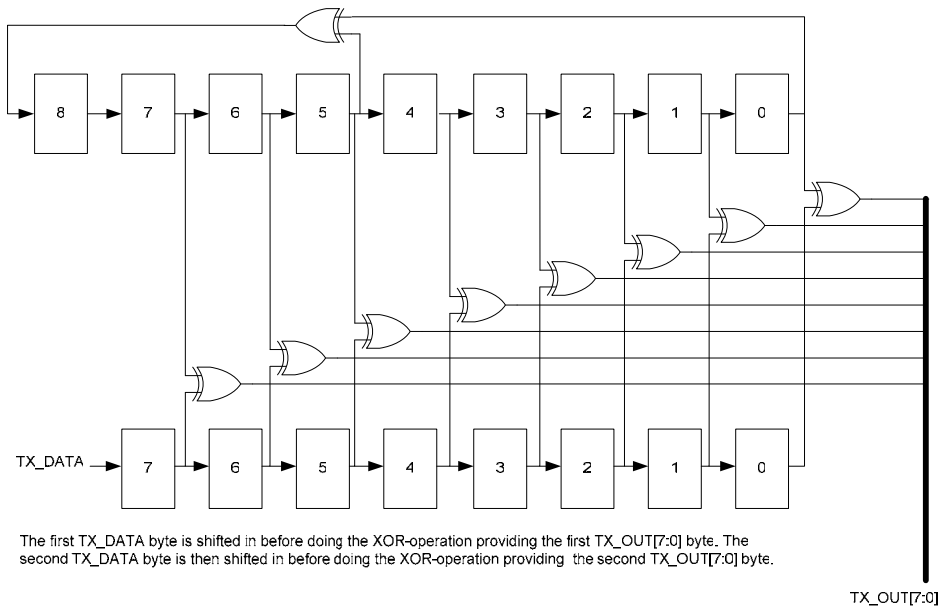 8 7 6 5 4 3 2 1 0
TX_DATA 7 6 5 4 3 2 1 0
The first TX_DATA byte is shifted in before doing the XOR-operation providing the first TX_OUT[7:0] byte. The
second TX_DATA byte is then shifted in before doing the XOR-operation providing the second TX_OUT[7:0] byte.
TX_OUT[7:0]